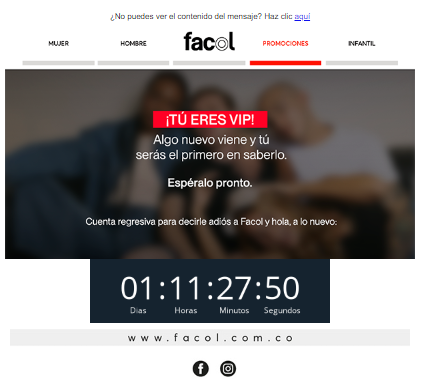 ¿No puedes ver el contenido del mensaje? Haz clic aquí
MUJER HOMBRE facol PROMOCIONES INFANTIL
¡TÚ ERES VIP!
Algo nuevo viene y tú
serás el primero en saberlo.
Espéralo pronto.
Cuenta regresiva para decirle adiós a Facol y hola, a lo nuevo:
01:11:27:50
Dias Horas Minutos Segundos
www.facol.com.co